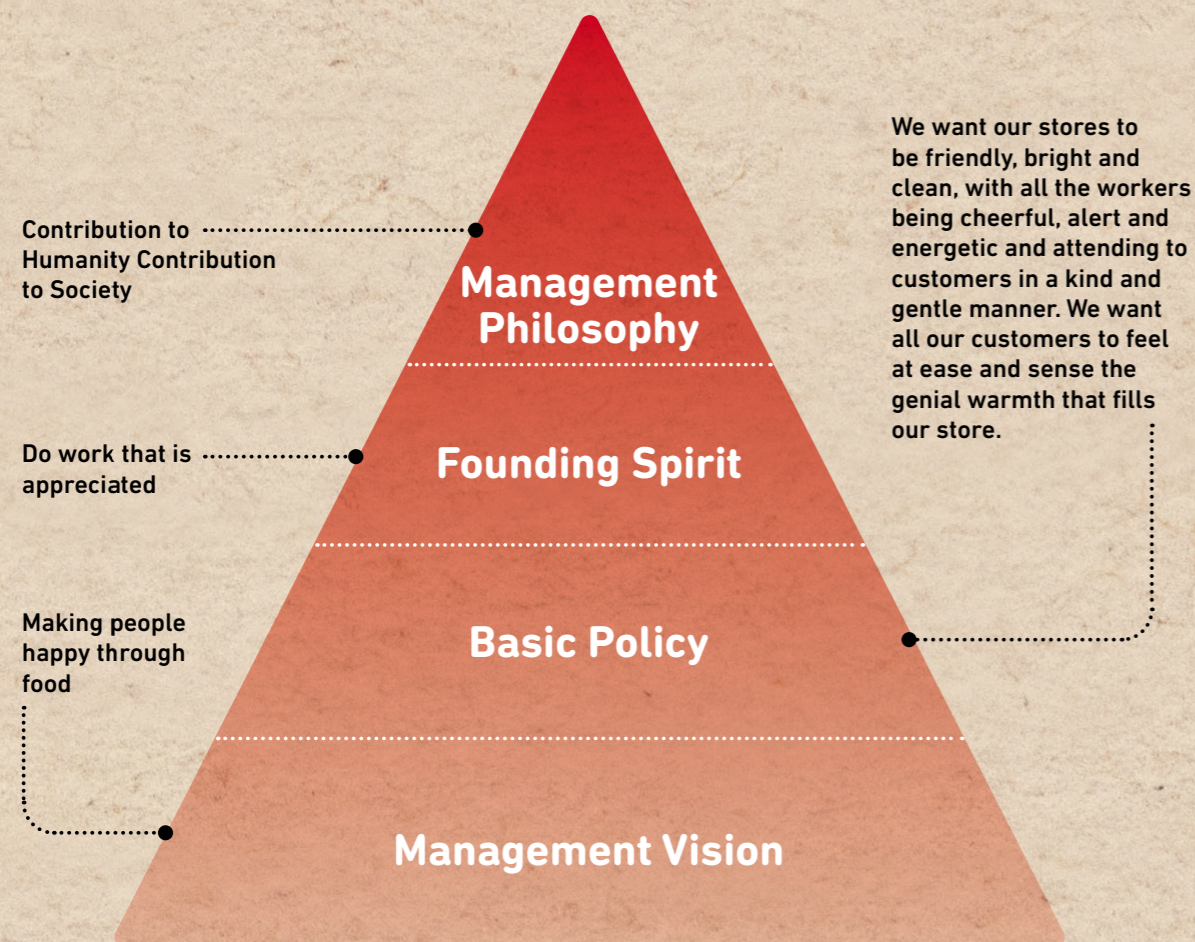 Contribution to
Humanity Contribution
to Society
Management
Philosophy
We want our stores to
be friendly, bright and
clean, with all the workers
being cheerful, alert and
energetic and attending to
customers in a kind and
gentle manner. We want
all our customers to feel
at ease and sense the
genial warmth that fills
our store.
Do work that is
appreciated
Founding Spirit
Basic Policy
Making people
happy through
food
Management Vision